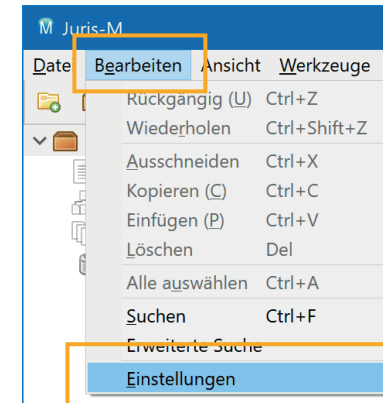 Juris-M
Datei Bearbeiten Ansicht Werkzeuge
Rückgängig (U) Ctrl+Z
Wiederholen Ctrl+Shift+Z
Ausschneiden Ctrl+X
Kopieren (C) Ctrl+C
Einfügen (P) Ctrl+V
Löschen Del
Alle auswählen Ctrl+A
Suchen Ctrl+F
Erweiterte Suche
Einstellungen